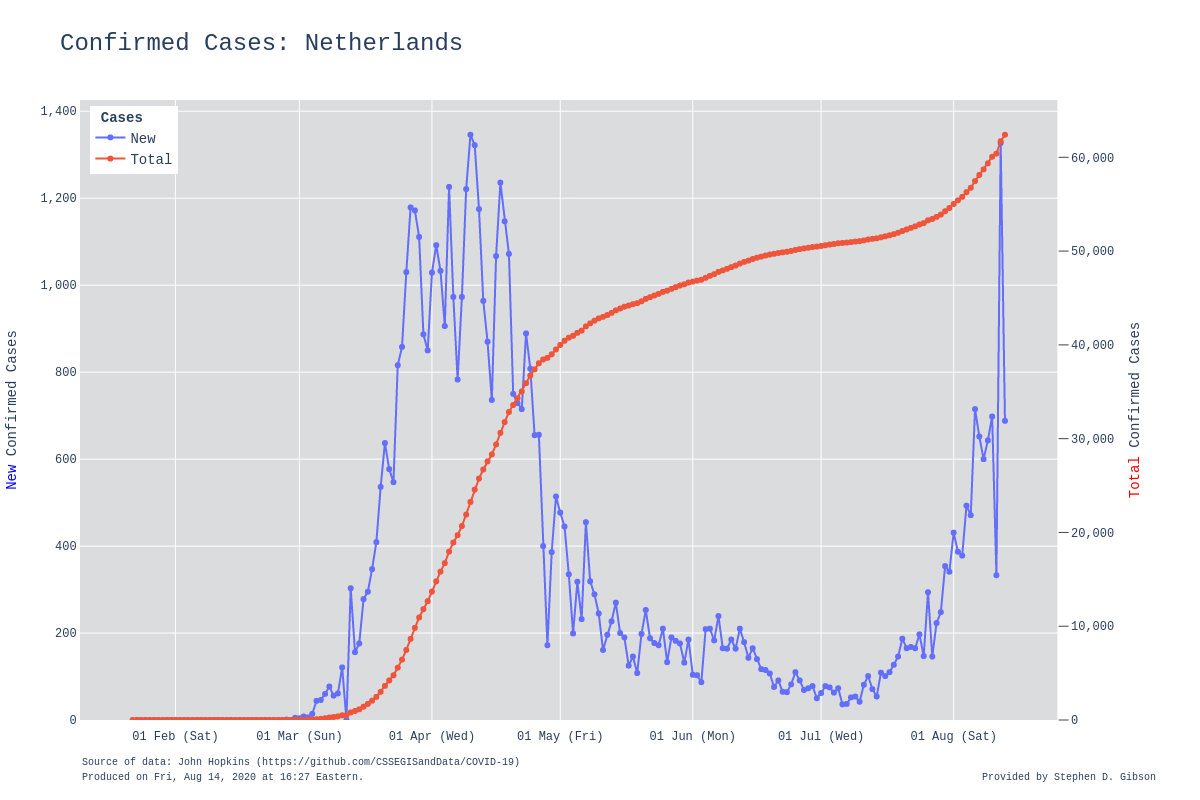 Confirmed Cases: Netherlands
Cases
New
Total
1,400
1,200
1,000
800
600
400
200
0
60,000
50,000
40,000
30,000
20,000
10,000
0
New Confirmed Cases
Total Confirmed Cases
01 Feb (Sat) 01 Mar (Sun) 01 Apr (Wed) 01 May (Fri) 01 Jun (Mon) 01 Jul (Wed) 01 Aug (Sat)
Source of data: John Hopkins (https://github.com/CSSEGISandData/COVID-19)
Produced on Fri, Aug 14, 2020 at 16:27 Eastern.
Provided by Stephen D. Gibson